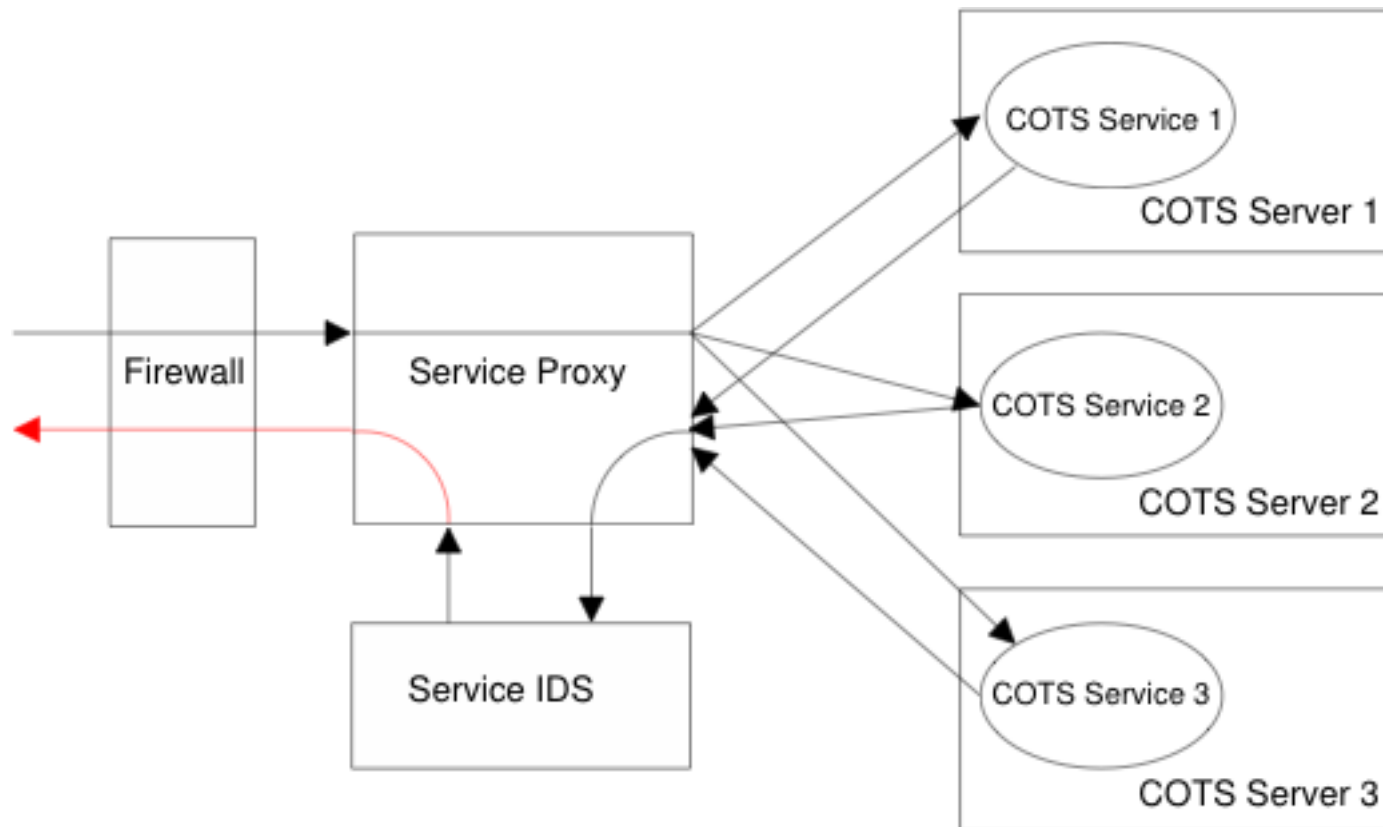 COTS Service 1
COTS Server 1
Firewall
Service Proxy
COTS Service 2
COTS Server 2
Service IDS
COTS Service 3
COTS Server 3